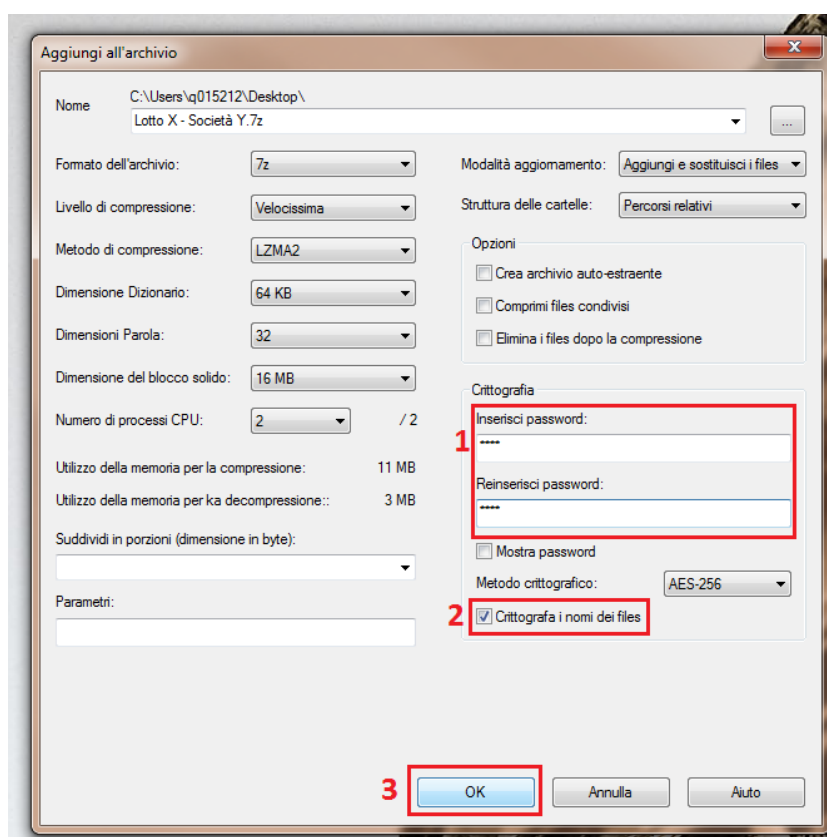 Aggiungi all'archivio
Nome
C:\Users\q015212\Desktop\
Lotto X - Società Y.7z
...
Formato dell'archivio: 7z
Livello di compressione: Velocissima
Metodo di compressione: LZMA2
Dimensione Dizionario: 64 KB
Dimensioni Parola: 32
Dimensione del blocco solido: 16 MB
Numero di processi CPU: 2 / 2
Utilizzo della memoria per la compressione: 11 MB
Utilizzo della memoria per ka decompressione:: 3 MB
Suddividi in porzioni (dimensione in byte):
Parametri:
Modalità aggiornamento: Aggiungi e sostituisci i files
Struttura delle cartelle: Percorsi relativi
Opzioni
Crea archivio auto-estraente
Comprimi files condivisi
Elimina i files dopo la compressione
Crittografia
1
Inserisci password:
****
Reinserisci password:
****
Mostra password
Metodo crittografico: AES-256
2 Crittografa i nomi dei files
3 OK Annulla Aiuto